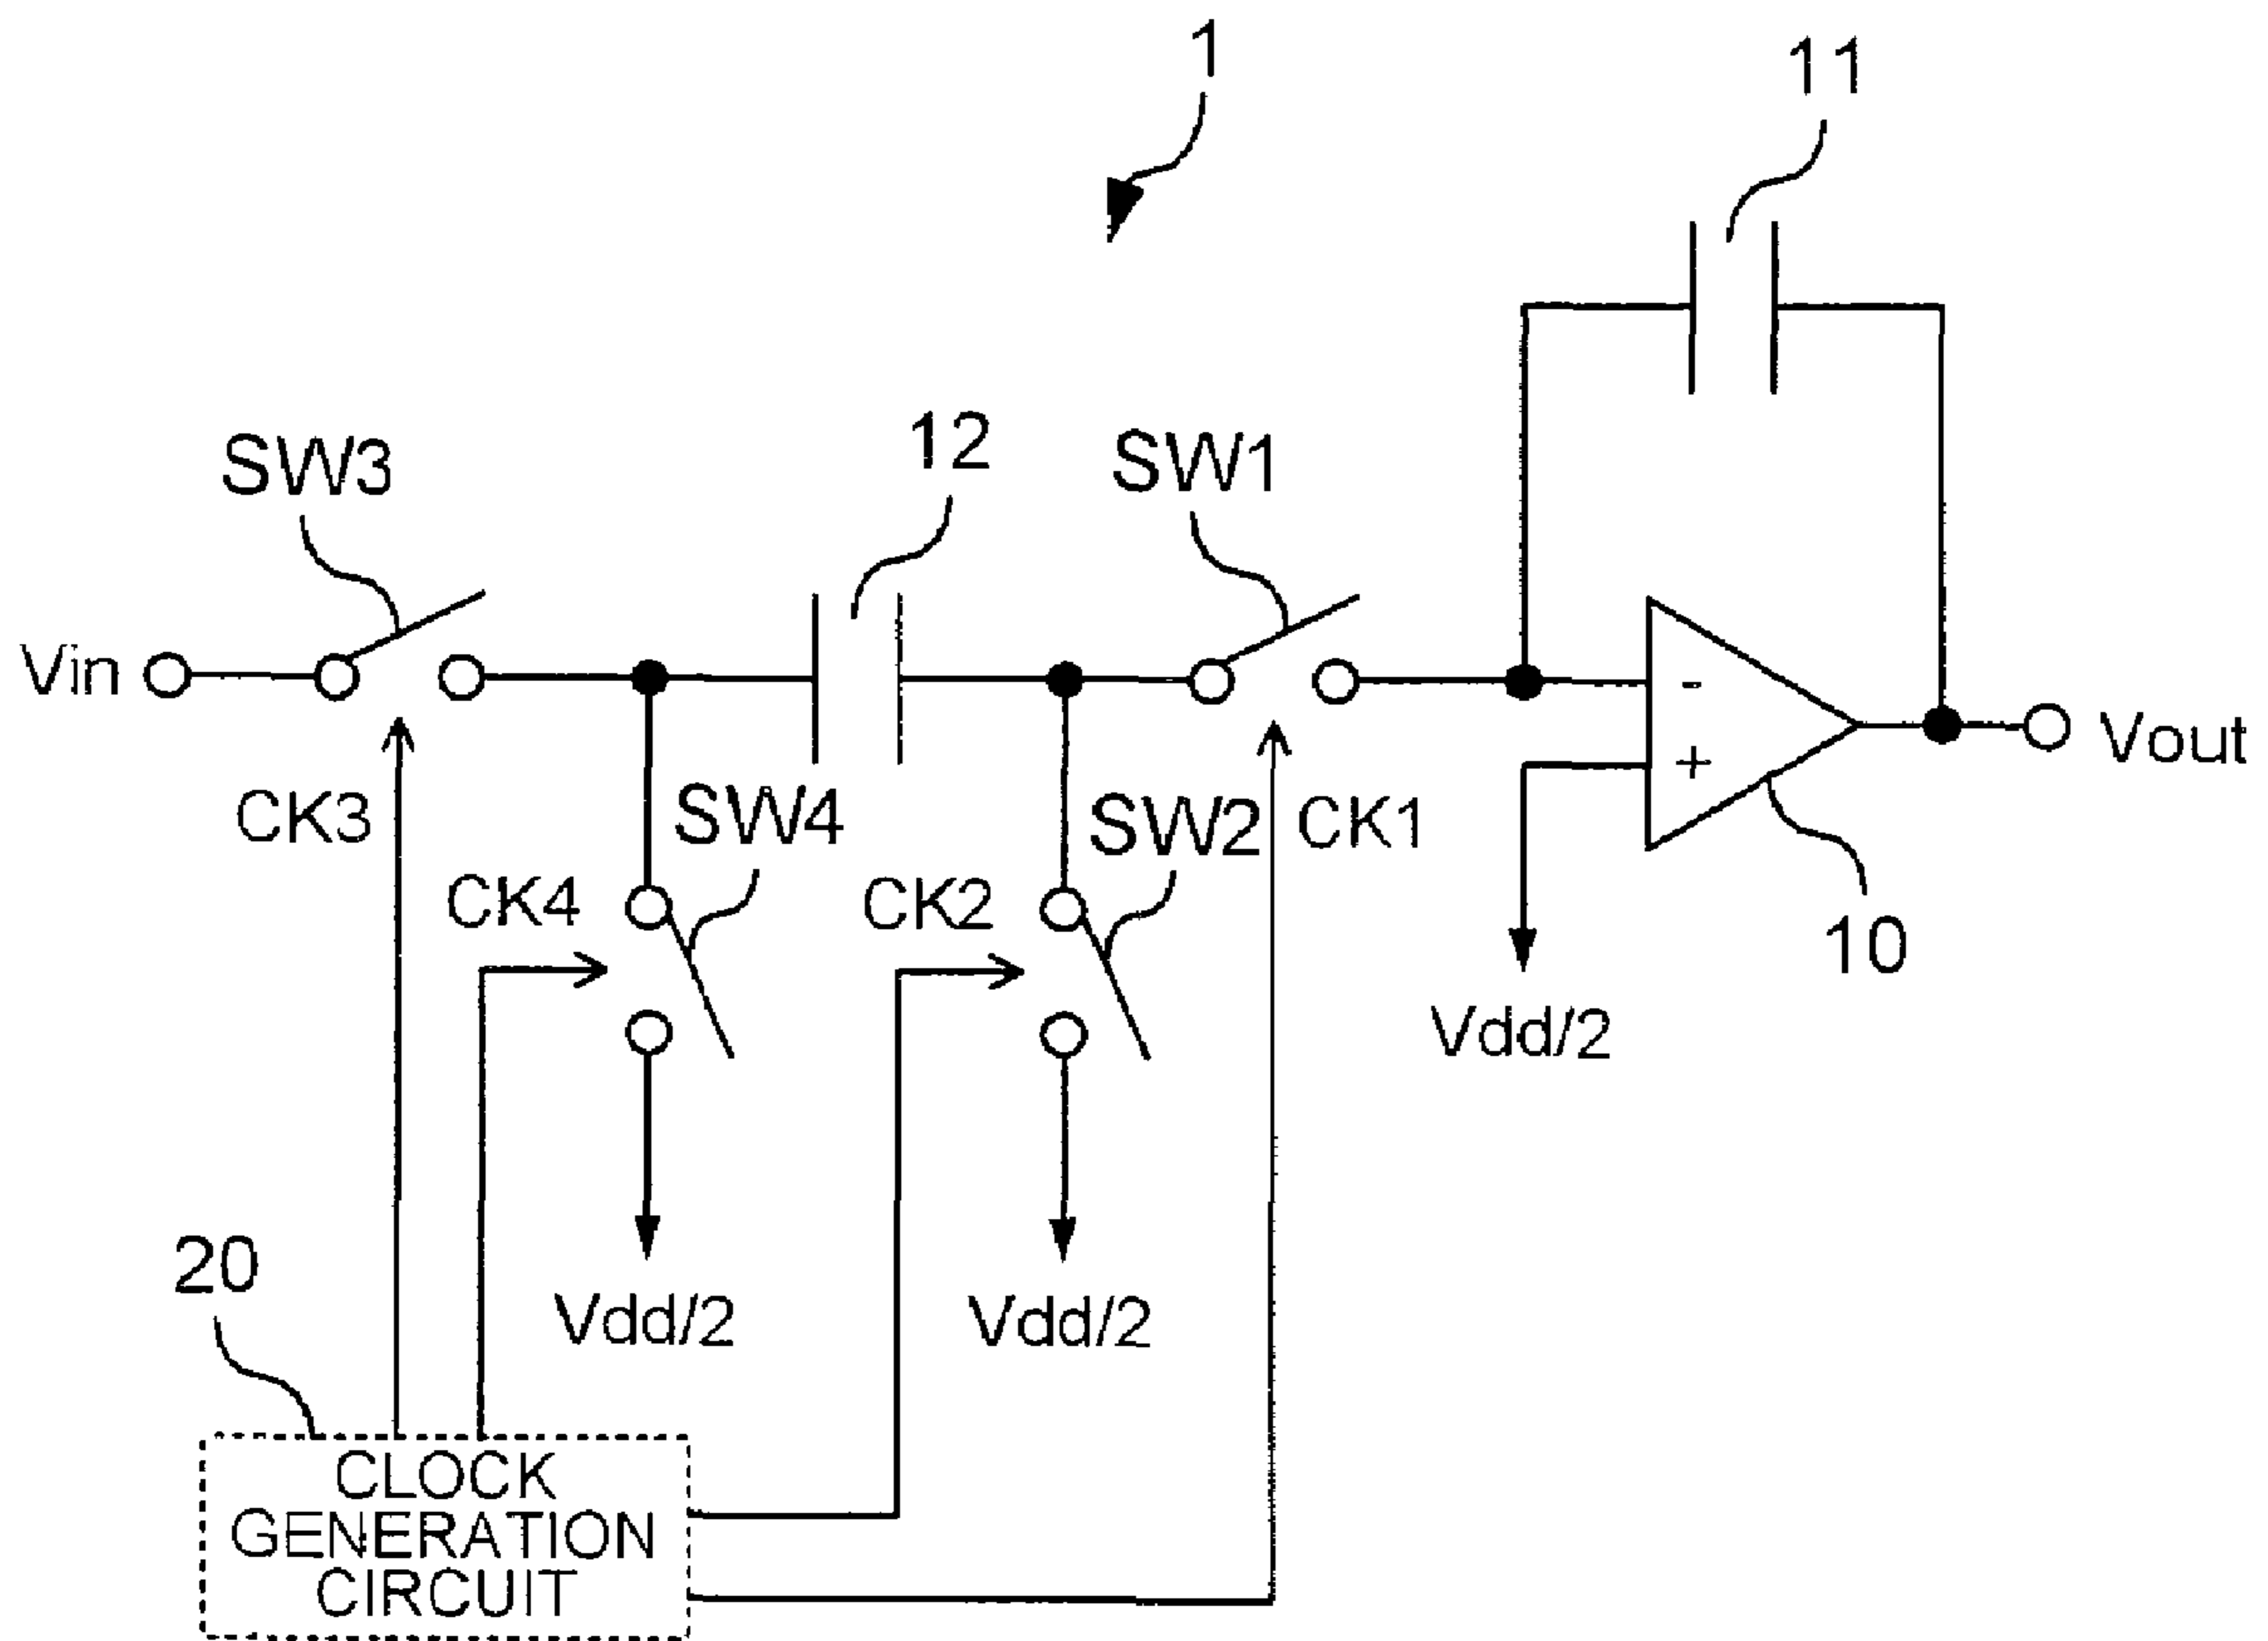 1
11
12
SW3
SW1
Vin
-
+
Vout
CK3
SW4
SW2
CK1
CK4
CK2
10
Vdd/2
20
Vdd/2
Vdd/2
CLOCK
GENERATION
CIRCUIT